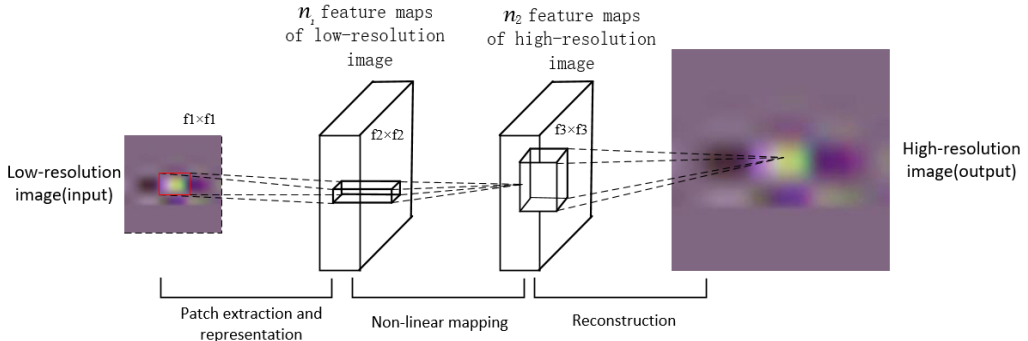 n₁ feature maps
of low-resolution
image
n₂ feature maps
of high-resolution
image
f1×f1
f2×f2
f3×f3
Low-resolution
image(input)
High-resolution
image(output)
Patch extraction and
representation
Non-linear mapping
Reconstruction